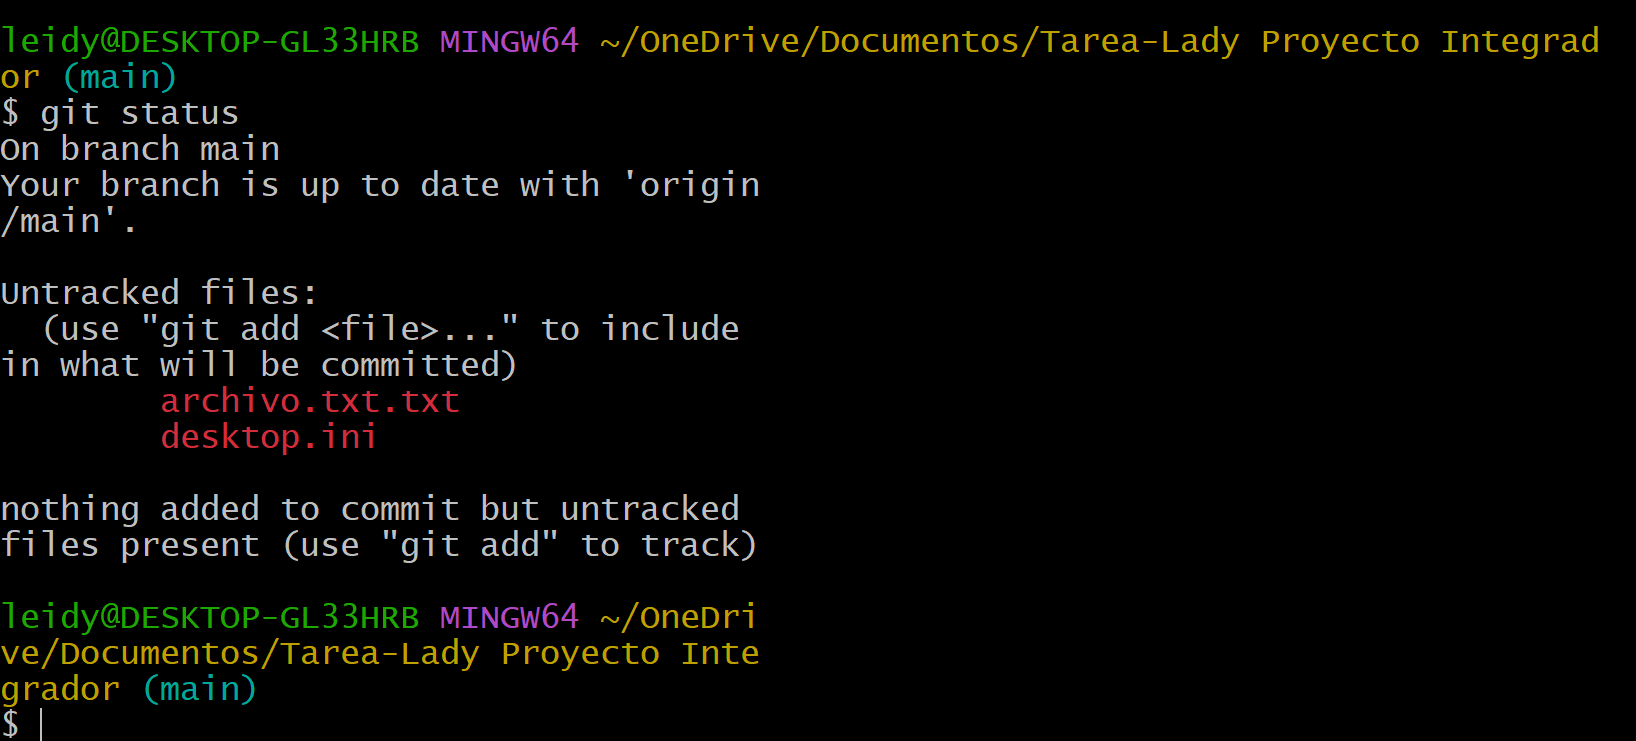 leidy@DESKTOP-GL33HRB MINGW64 ~/OneDrive/Documentos/Tarea-Lady Proyecto Integrad
or (main)
$ git status
On branch main
Your branch is up to date with 'origin
/main'.
Untracked files:
  (use "git add <file>..." to include
in what will be committed)
        archivo.txt.txt
        desktop.ini
nothing added to commit but untracked
files present (use "git add" to track)
leidy@DESKTOP-GL33HRB MINGW64 ~/OneDri
ve/Documentos/Tarea-Lady Proyecto Inte
grador (main)
$